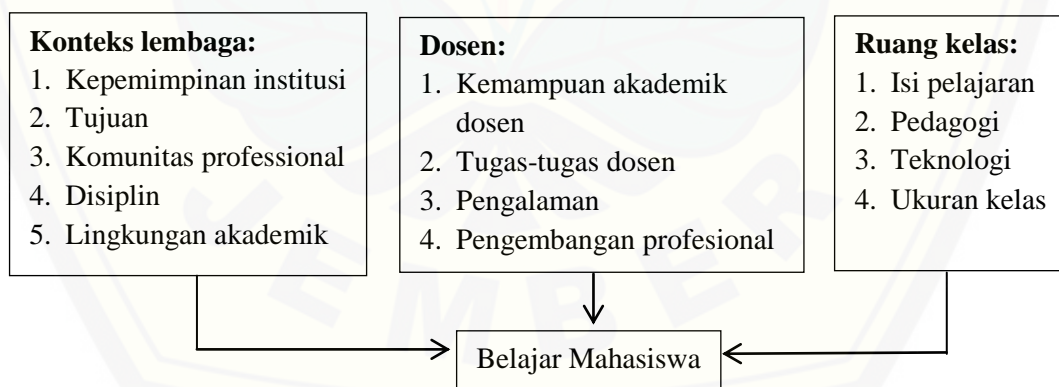 Konteks lembaga:
1. Kepemimpinan institusi
2. Tujuan
3. Komunitas professional
4. Disiplin
5. Lingkungan akademik
Dosen:
1. Kemampuan akademik
dosen
2. Tugas-tugas dosen
3. Pengalaman
4. Pengembangan profesional
Ruang kelas:
1. Isi pelajaran
2. Pedagogi
3. Teknologi
4. Ukuran kelas
Belajar Mahasiswa
JEMBER